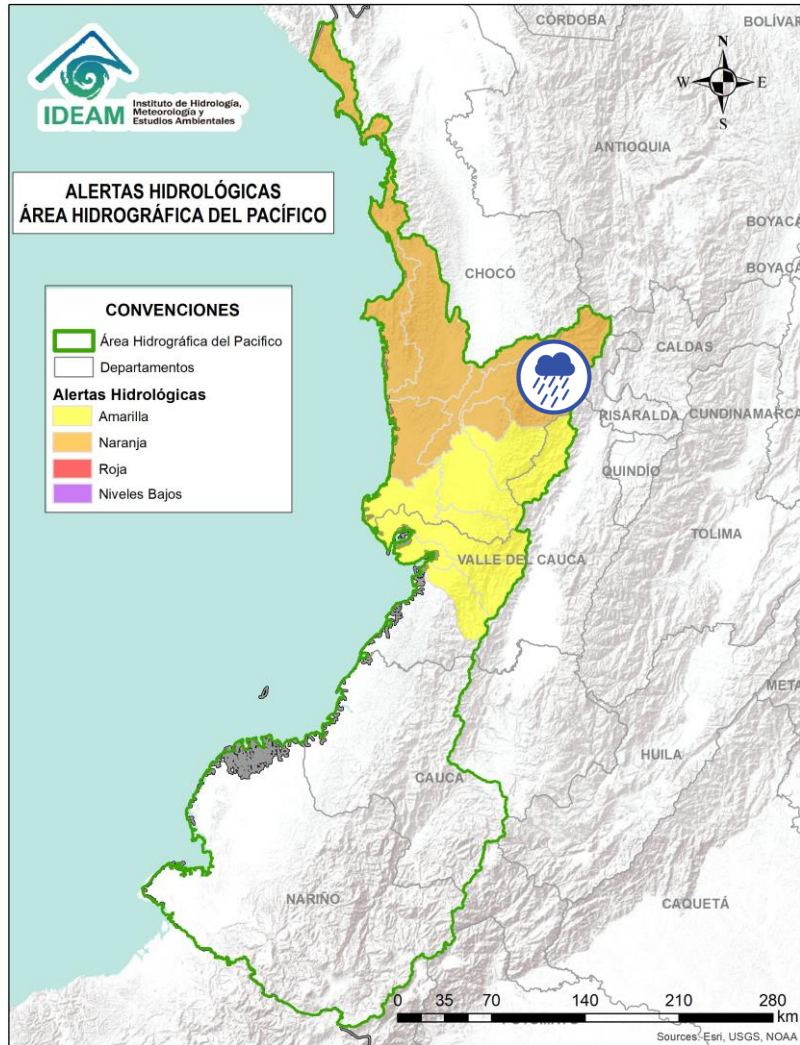 CÓRDOBA
BOLÍVAR
IDEAM
Instituto de Hidrología,
Meteorología y
Estudios Ambientales
N
W E
S
ANTIOQUIA
ALERTAS HIDROLÓGICAS
ÁREA HIDROGRÁFICA DEL PACÍFICO
BOYACÁ
BOYACÁ
CHOCÓ
CONVENCIONES
Área Hidrográfica del Pacifico
Departamentos
Alertas Hidrológicas
Amarilla
Naranja
Roja
Niveles Bajos
CALDAS
RISARALDA
CUNDINAMARCA
QUINDÍO
TOLIMA
VALLE DEL CAUCA
META
HUILA
CAUCA
NARIÑO
CAQUETÁ
0 35 70 140 210 280
km
Sources: Esri, USGS, NOAA